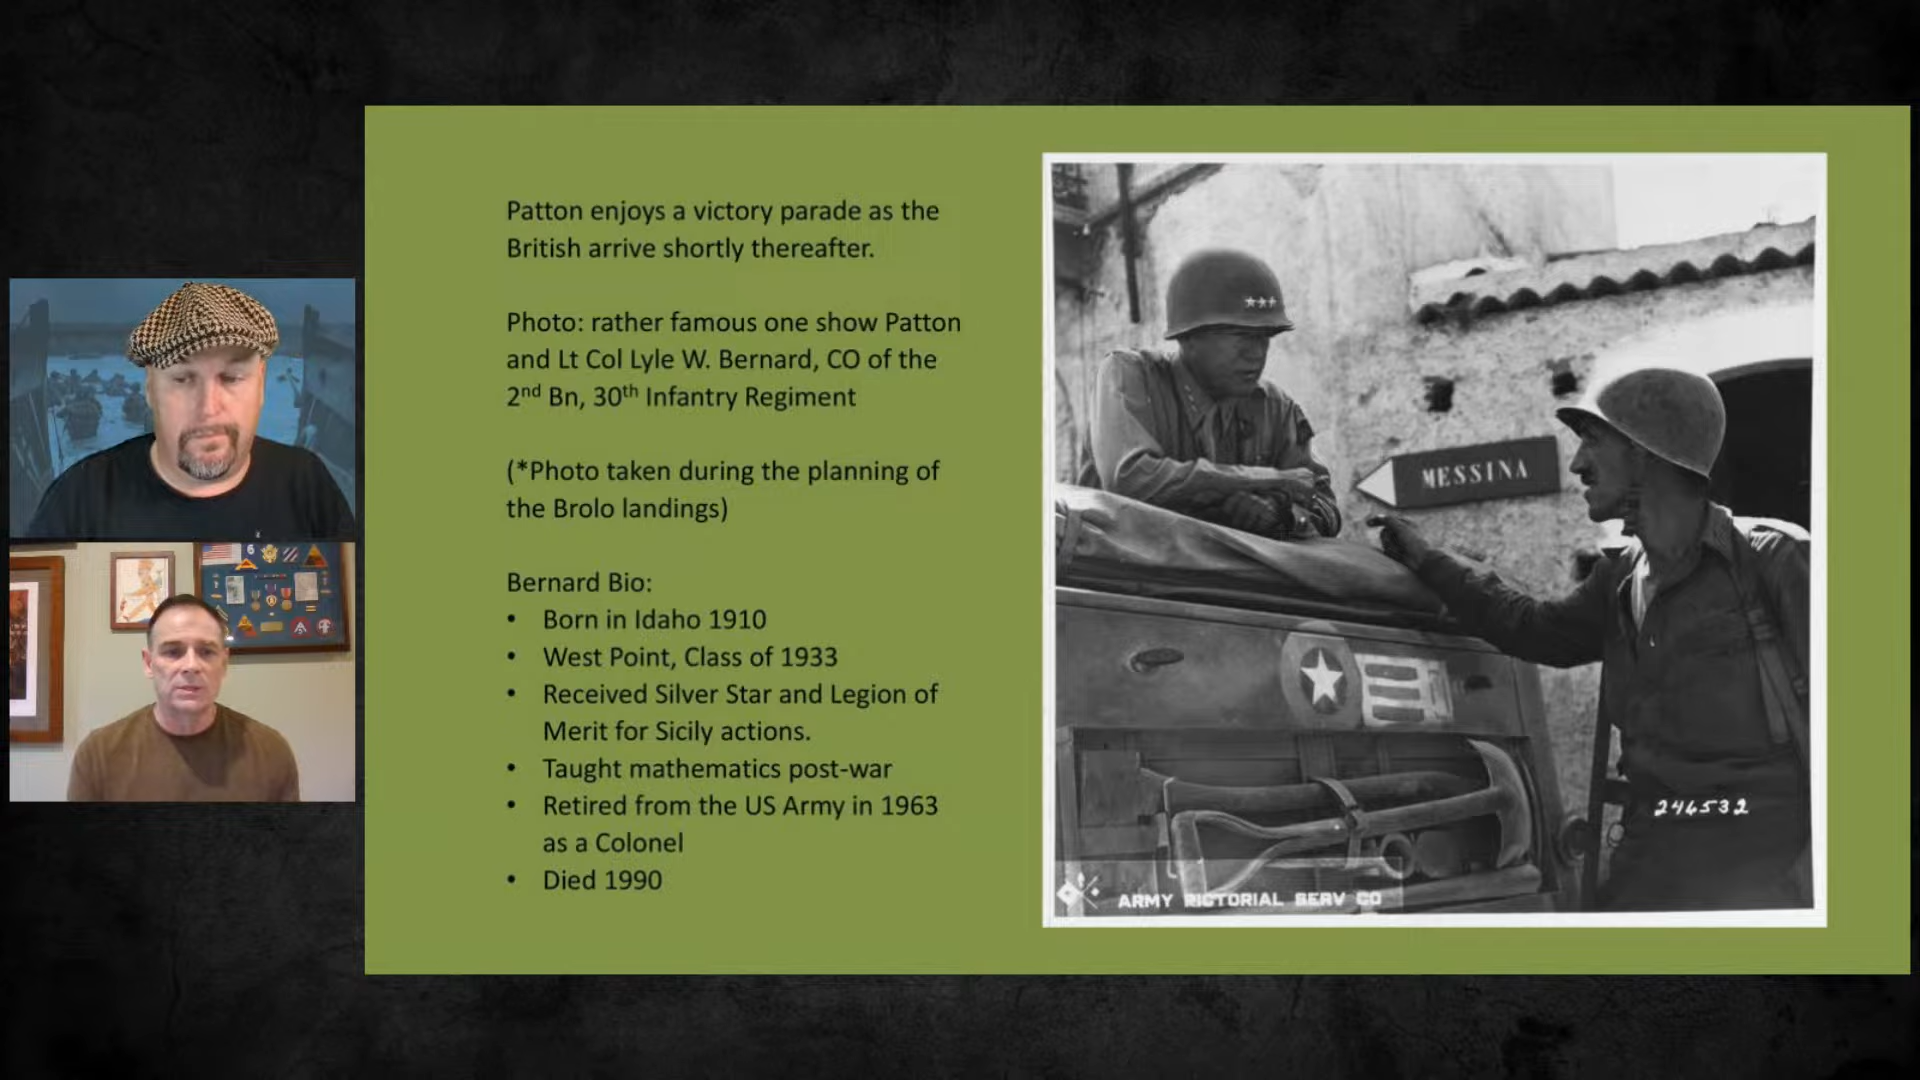 Patton enjoys a victory parade as the
British arrive shortly thereafter.
Photo: rather famous one show Patton
and Lt Col Lyle W. Bernard, CO of the
2nd Bn, 30th Infantry Regiment
(*Photo taken during the planning of
the Brolo landings)
Bernard Bio:
• Born in Idaho 1910
• West Point, Class of 1933
• Received Silver Star and Legion of
Merit for Sicily actions.
• Taught mathematics post-war
• Retired from the US Army in 1963
as a Colonel
• Died 1990
MESSINA
246532
ARMY PICTORIAL SERV CO